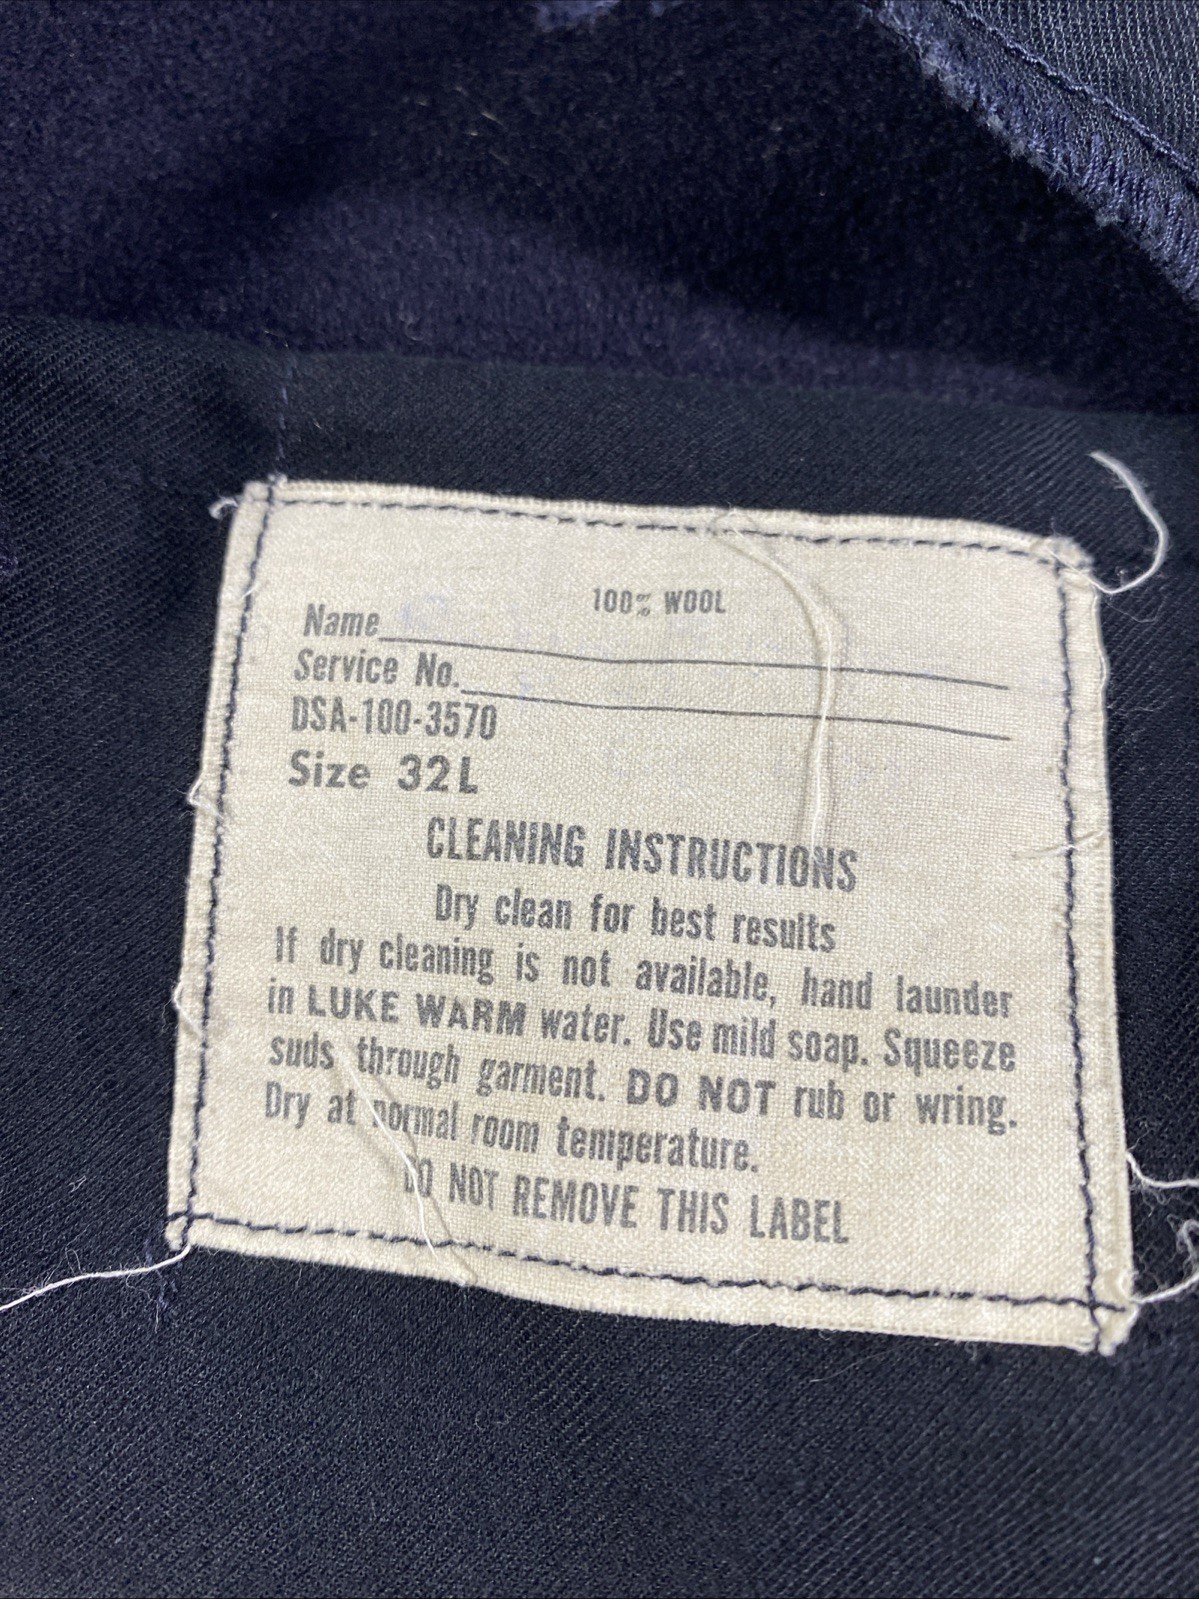 100% WOOL
Name
Service No.
DSA-100-3570
Size 32L
CLEANING INSTRUCTIONS
Dry clean for best results
If dry cleaning is not available, hand launder
in LUKE WARM water. Use mild soap. Squeeze
suds through garment. DO NOT rub or wring.
Dry at normal room temperature.
DO NOT REMOVE THIS LABEL